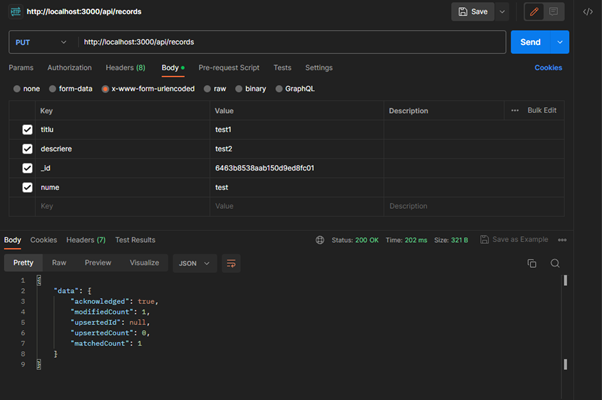 http://localhost:3000/api/records Save
PUT http://localhost:3000/api/records Send
Params Authorization Headers (8) Body Pre-request Script Tests Settings Cookies
none form-data x-www-form-urlencoded raw binary GraphQL
Key Value Description Bulk Edit
titlu test1
descriere test2
_id 6463b8538aab150d9ed8fc01
nume test
Key Value Description
Body Cookies Headers (7) Test Results Status: 200 OK Time: 202 ms Size: 321 B Save as Example
Pretty Raw Preview Visualize JSON
1 {
2 "data": {
3 "acknowledged": true,
4 "modifiedCount": 1,
5 "upsertedId": null,
6 "upsertedCount": 0,
7 "matchedCount": 1
8 }
9 }